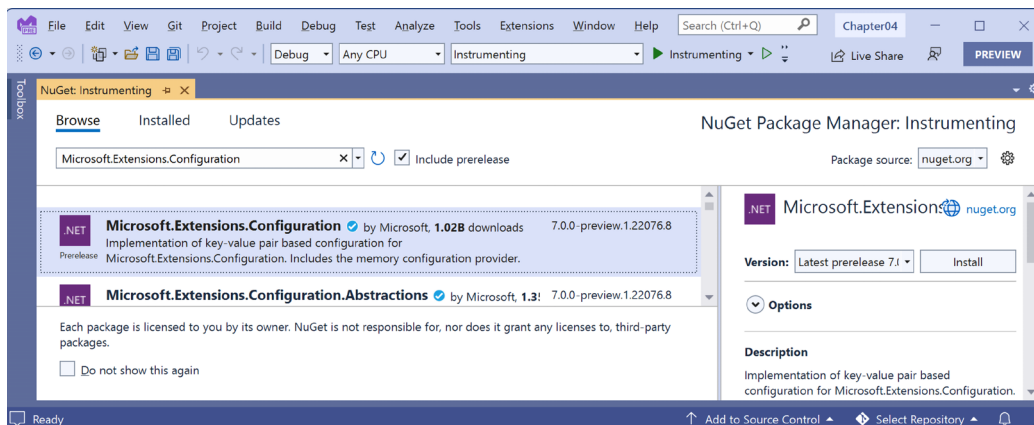 PRE File Edit View Git Project Build Debug Test Analyze Tools Extensions Window Help Search (Ctrl+Q) Chapter04
Debug Any CPU Instrumenting Instrumenting Live Share PREVIEW
Toolbox
NuGet: Instrumenting
Browse Installed Updates
NuGet Package Manager: Instrumenting
Microsoft.Extensions.Configuration Include prerelease
Package source: nuget.org
.NET
Prerelease
Microsoft.Extensions.Configuration by Microsoft, 1.02B downloads 7.0.0-preview.1.22076.8
Implementation of key-value pair based configuration for
Microsoft.Extensions.Configuration. Includes the memory configuration provider.
.NET
Microsoft.Extensions.Configuration.Abstractions by Microsoft, 1.3 7.0.0-preview.1.22076.8
Each package is licensed to you by its owner. NuGet is not responsible for, nor does it grant any licenses to, third-party
packages.
Do not show this again
.NET Microsoft.Extensions nuget.org
Version: Latest prerelease 7.( Install
Options
Description
Implementation of key-value pair based
configuration for Microsoft.Extensions.Configuration.
Ready Add to Source Control Select Repository